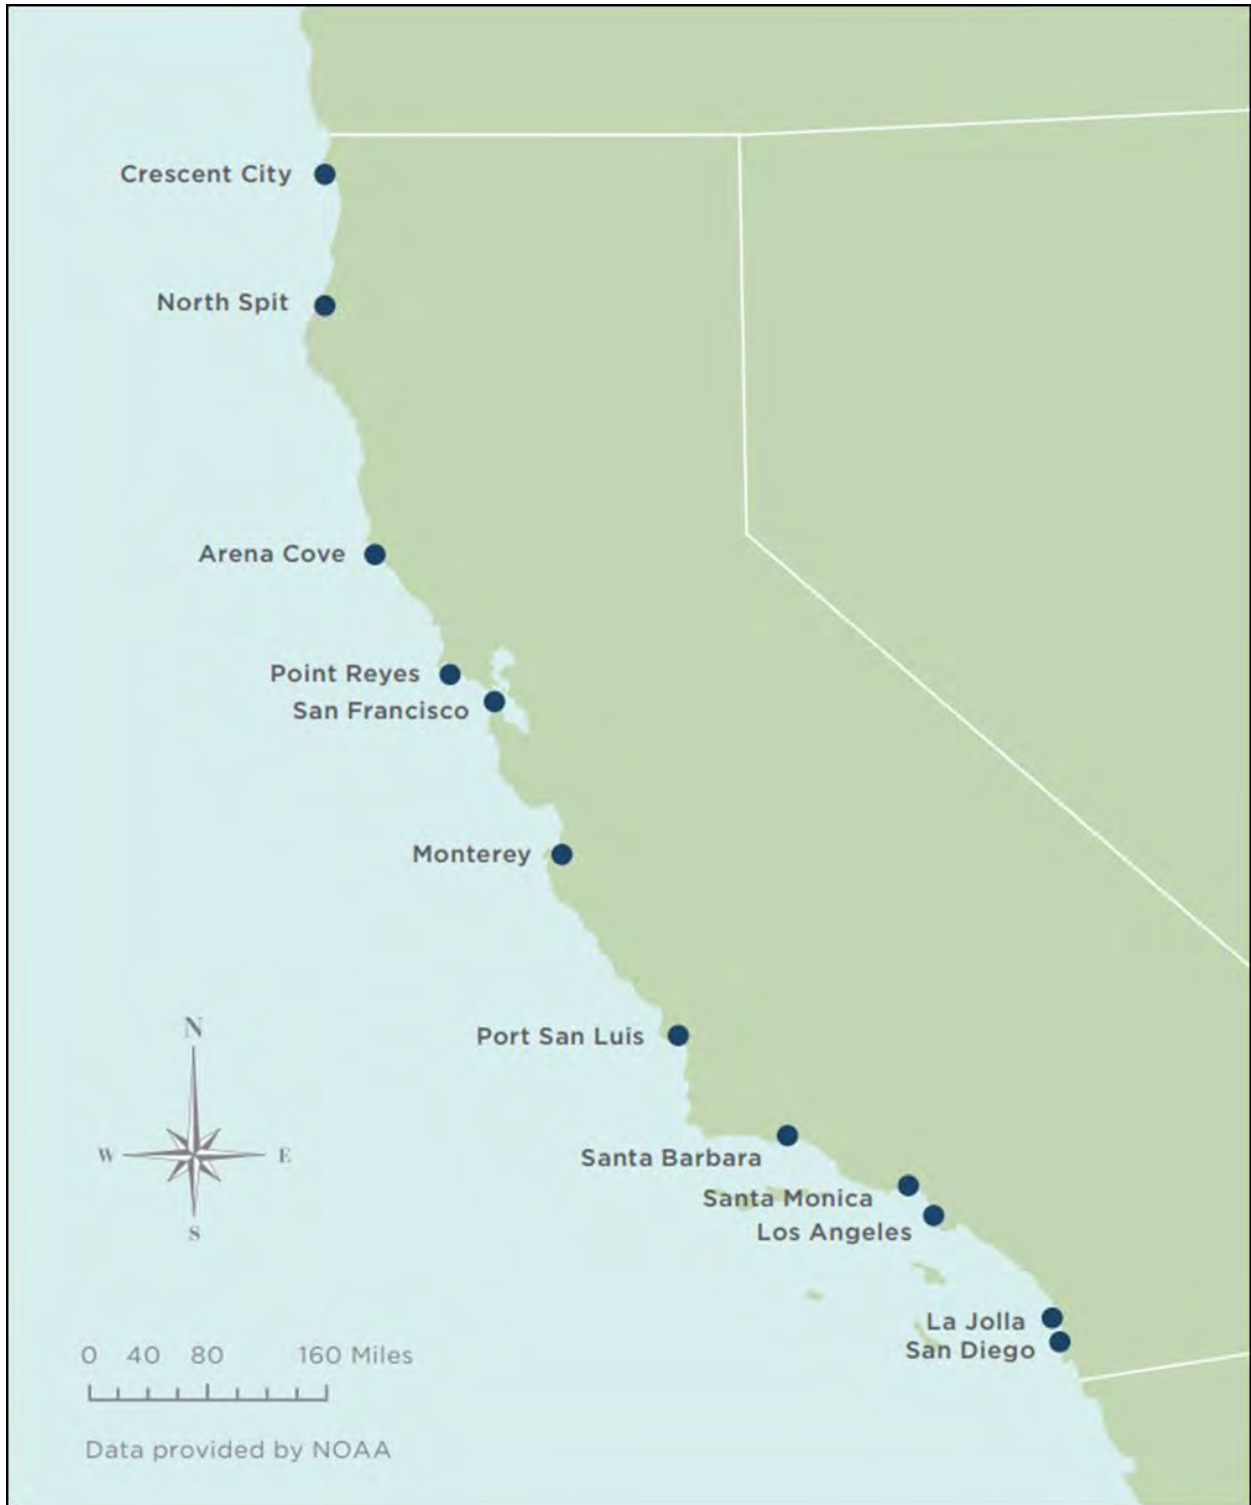 Crescent City
North Spit
Arena Cove
Point Reyes
San Francisco
Monterey
Port San Luis
Santa Barbara
Santa Monica
Los Angeles
La Jolla
San Diego
N
W E
S
0 40 80 160 Miles
Data provided by NOAA